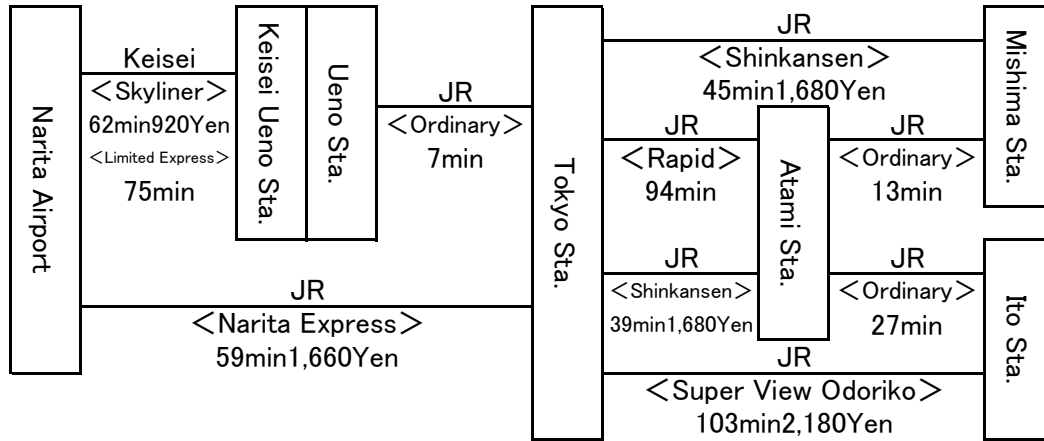 Narita Airport
Keisei
<Skyliner>
62min920Yen
<Limited Express>
75min
Keisei Ueno Sta.
Ueno Sta.
JR
<Ordinary>
7min
JR
<Narita Express>
59min1,660Yen
Tokyo Sta.
JR
<Shinkansen>
45min1,680Yen
JR
<Rapid>
94min
Atami Sta.
JR
<Ordinary>
13min
Mishima Sta.
JR
<Shinkansen>
39min1,680Yen
JR
<Ordinary>
27min
JR
<Super View Odoriko>
103min2,180Yen
Ito Sta.